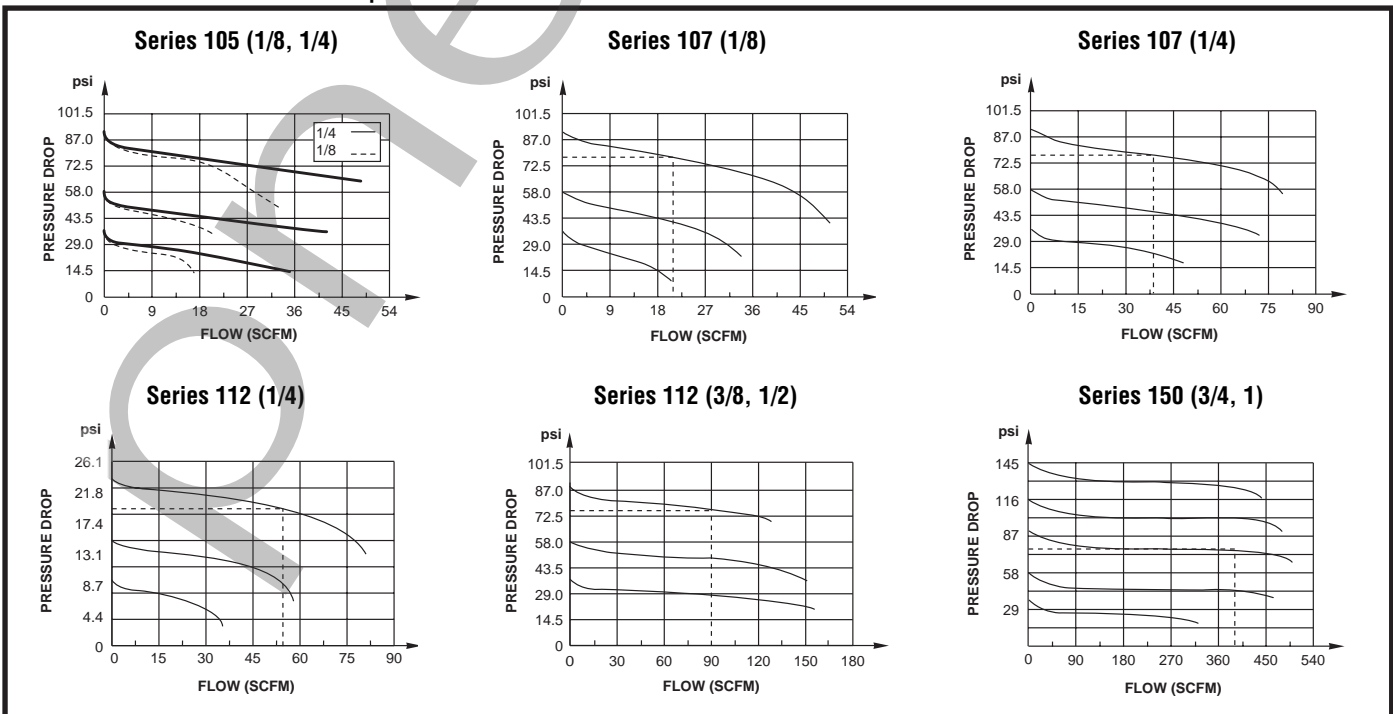 Series 105 (1/8, 1/4)
psi
PRESSURE DROP
101.5
87.0
72.5
58.0
43.5
29.0
14.5
0
1/4
1/8
0 9 18 27 36 45 54
FLOW (SCFM)
Series 107 (1/8)
psi
PRESSURE DROP
101.5
87.0
72.5
58.0
43.5
29.0
14.5
0
0 9 18 27 36 45 54
FLOW (SCFM)
Series 107 (1/4)
psi
PRESSURE DROP
101.5
87.0
72.5
58.0
43.5
29.0
14.5
0
0 15 30 45 60 75 90
FLOW (SCFM)
Series 112 (1/4)
psi
PRESSURE DROP
26.1
21.8
17.4
13.1
8.7
4.4
0
0 15 30 45 60 75 90
FLOW (SCFM)
Series 112 (3/8, 1/2)
psi
PRESSURE DROP
101.5
87.0
72.5
58.0
43.5
29.0
14.5
0
0 30 60 90 120 150 180
FLOW (SCFM)
Series 150 (3/4, 1)
psi
PRESSURE DROP
145
116
87
58
29
0 90 180 270 360 450 540
FLOW (SCFM)